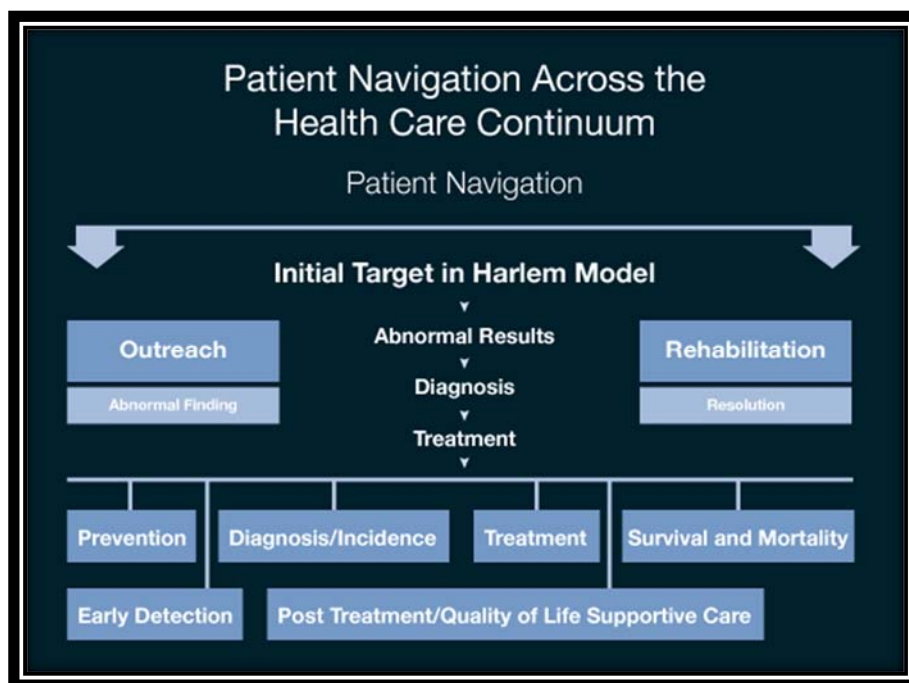 Patient Navigation Across the
Health Care Continuum
Patient Navigation
Initial Target in Harlem Model
Abnormal Results
Diagnosis
Treatment
Outreach
Abnormal Finding
Rehabilitation
Resolution
Prevention
Diagnosis/Incidence
Treatment
Survival and Mortality
Early Detection
Post Treatment/Quality of Life Supportive Care